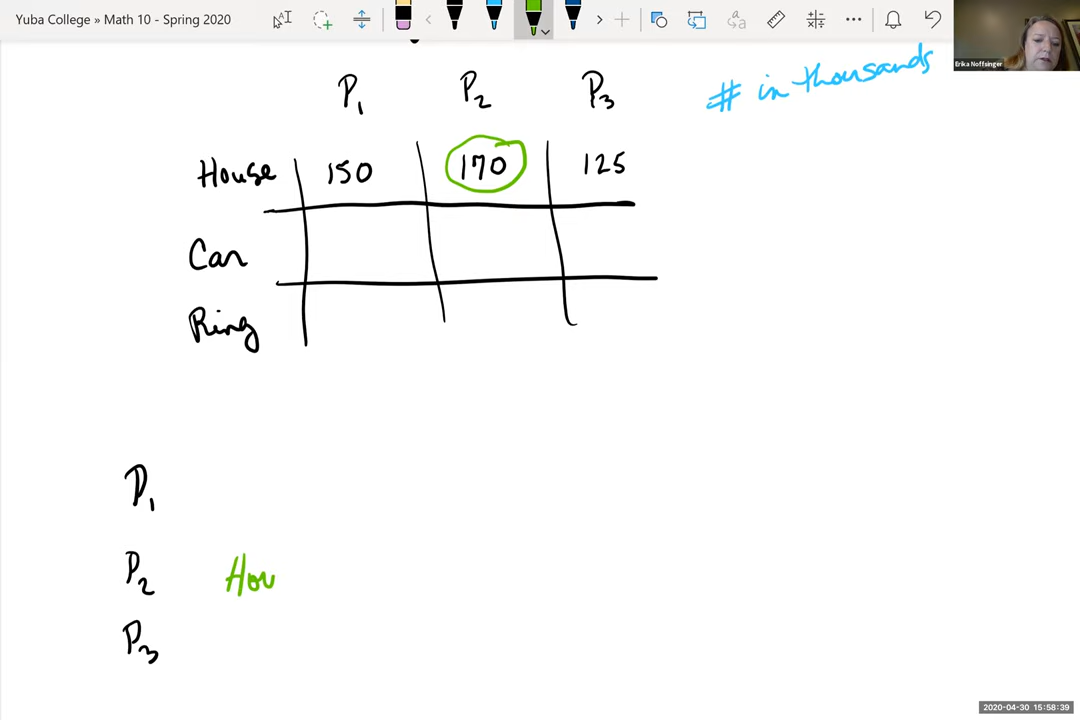 Yuba College » Math 10 - Spring 2020
Erika Noffsinger
# in thousands
P₁ P₂ P₃
House 150 170 125
Car
Ring
P₁
P₂ Hou
P₃
2020-04-30 15:58:39